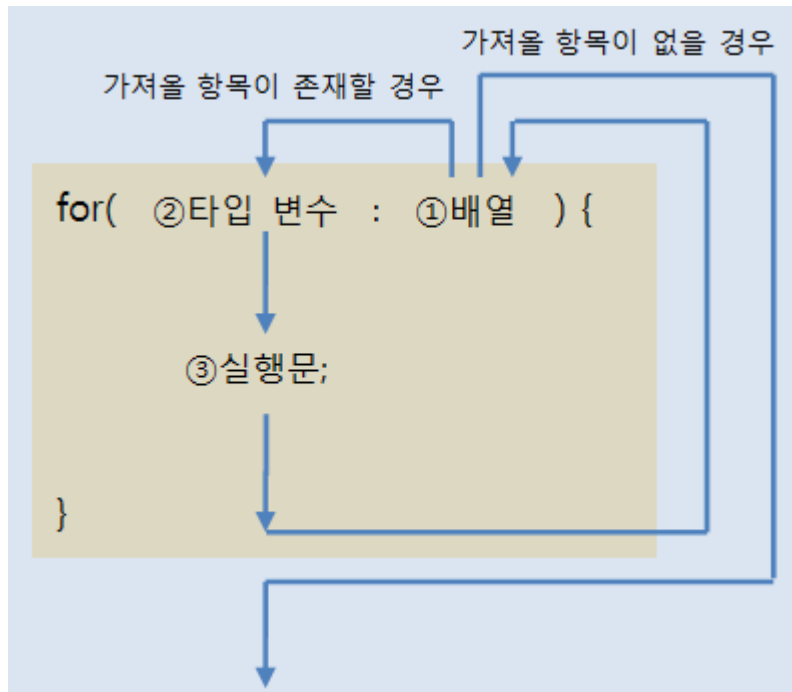 가져올 항목이 없을 경우
가져올 항목이 존재할 경우
for( ②타입 변수 : ①배열 ) {
③실행문;
}